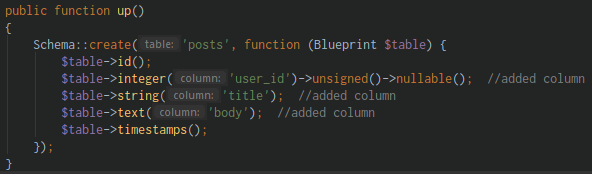 public function up()
{
    Schema::create( table: 'posts', function (Blueprint $table) {
        $table->id();
        $table->integer( column: 'user_id')->unsigned()->nullable();  //added column
        $table->string( column: 'title');  //added column
        $table->text( column: 'body');  //added column
        $table->timestamps();
    });
}